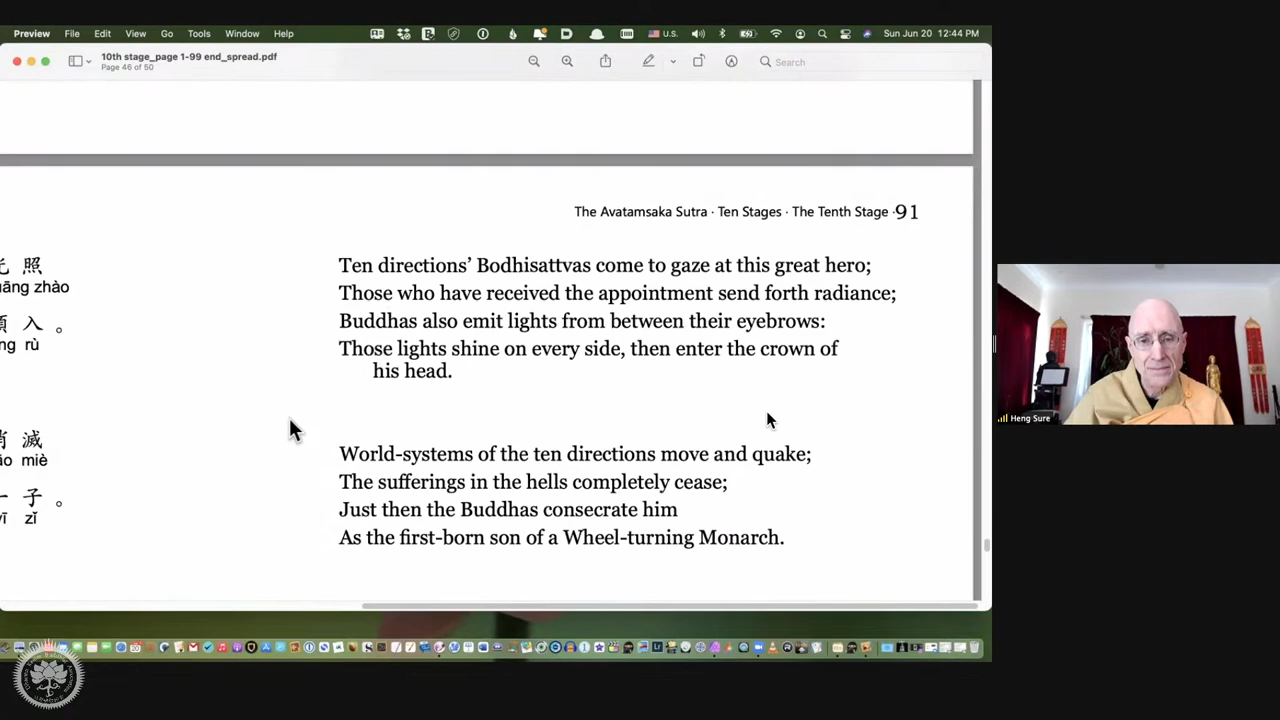 Preview File Edit View Go Tools Window Help U.S. Sun Jun 20 12:44 PM
10th stage_page 1-99 end_spread.pdf
Page 46 of 50
Search
The Avatamsaka Sutra · Ten Stages · The Tenth Stage ·91
照
uāng zhào
入 。
ng rù
滅
āo miè
子 。
yī zǐ
Ten directions’ Bodhisattvas come to gaze at this great hero;
Those who have received the appointment send forth radiance;
Buddhas also emit lights from between their eyebrows:
Those lights shine on every side, then enter the crown of
his head.
World-systems of the ten directions move and quake;
The sufferings in the hells completely cease;
Just then the Buddhas consecrate him
As the first-born son of a Wheel-turning Monarch.
Heng Sure